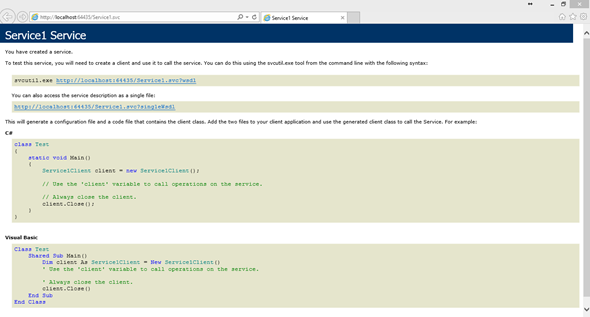 http://localhost:64435/Service1.svc
Service1 Service
Service1 Service
You have created a service.
To test this service, you will need to create a client and use it to call the service. You can do this using the svcutil.exe tool from the command line with the following syntax:
svcutil.exe http://localhost:64435/Service1.svc?wsdl
You can also access the service description as a single file:
http://localhost:64435/Service1.svc?singleWsdl
This will generate a configuration file and a code file that contains the client class. Add the two files to your client application and use the generated client class to call the Service. For example:
C#
class Test
{
static void Main()
{
Service1Client client = new Service1Client();
// Use the 'client' variable to call operations on the service.
// Always close the client.
client.Close();
}
}
Visual Basic
Class Test
Shared Sub Main()
Dim client As Service1Client = New Service1Client()
' Use the 'client' variable to call operations on the service.
' Always close the client.
client.Close()
End Sub
End Class